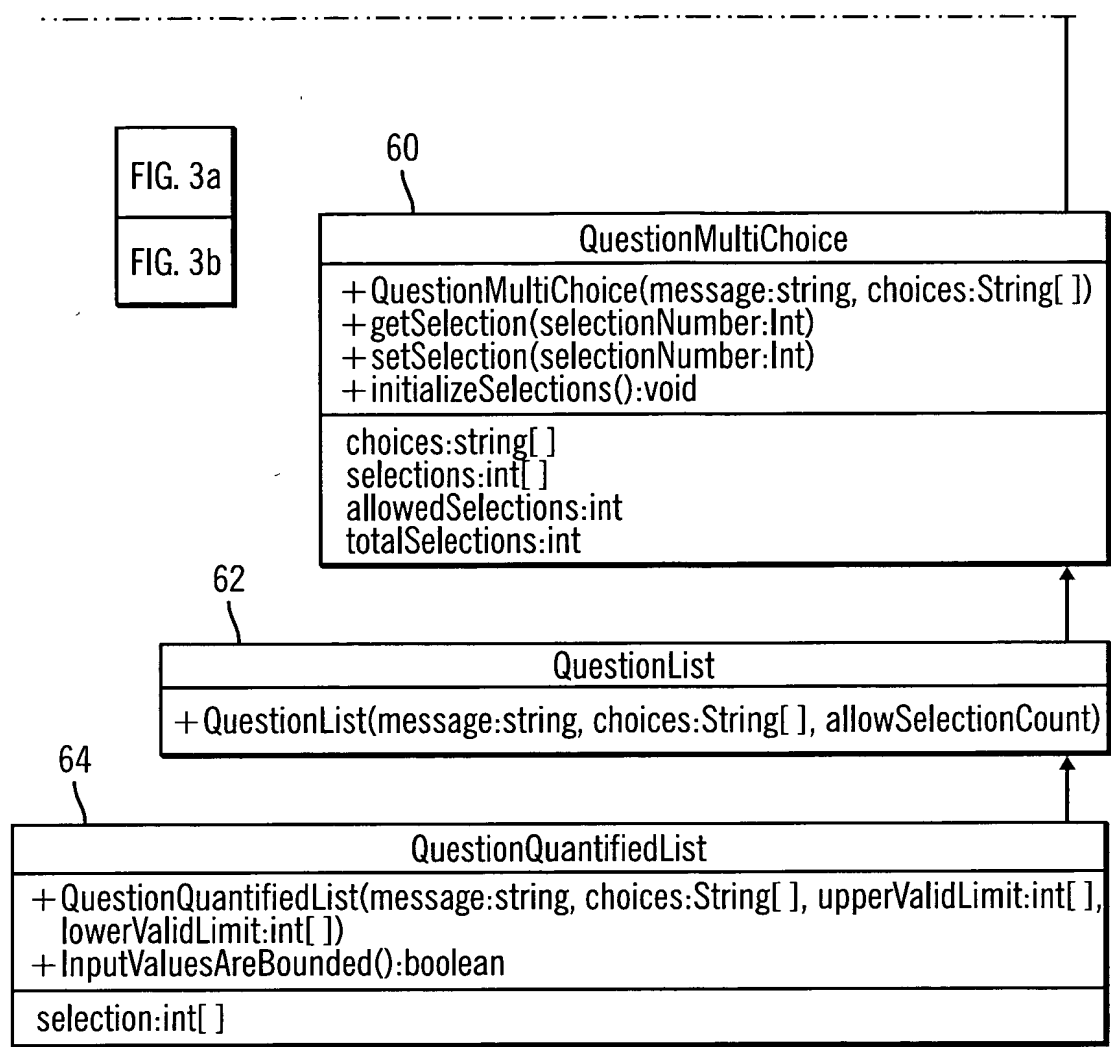 FIG. 3a
FIG. 3b
60
QuestionMultiChoice
+QuestionMultiChoice(message:string, choices:String[ ])
+getSelection(selectionNumber:Int)
+setSelection(selectionNumber:Int)
+initializeSelections():void
choices:string[ ]
selections:int[ ]
allowedSelections:int
totalSelections:int
62
QuestionList
+QuestionList(message:string, choices:String[ ], allowSelectionCount)
64
QuestionQuantifiedList
+QuestionQuantifiedList(message:string, choices:String[ ], upperValidLimit:int[ ],
lowerValidLimit:int[ ])
+InputValuesAreBounded():boolean
selection:int[ ]